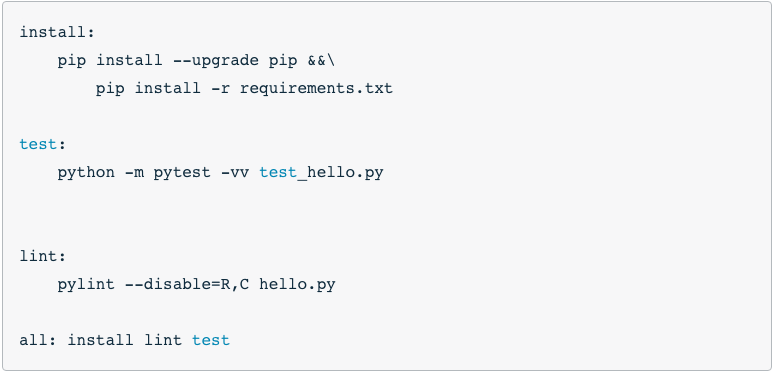 install:
    pip install --upgrade pip &&\
        pip install -r requirements.txt

test:
    python -m pytest -vv test_hello.py


lint:
    pylint --disable=R,C hello.py

all: install lint test